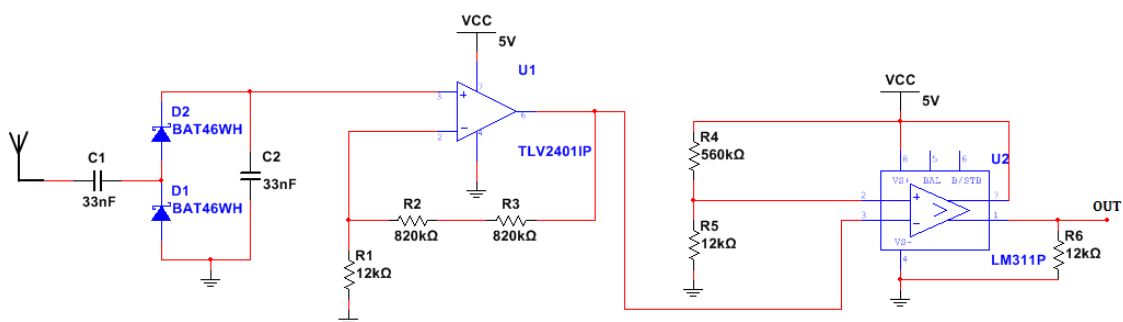 VCC
5V
U1
3
7
2
4
6
TLV2401IP
D2
BAT46WH
C1
33nF
D1
BAT46WH
C2
33nF
R2
820kΩ
R3
820kΩ
R1
12kΩ
VCC
5V
R4
560kΩ
R5
12kΩ
8
5
6
U2
VS+
BAL
B/STB
2
7
3
1
VS-
4
LM311P
OUT
R6
12kΩ